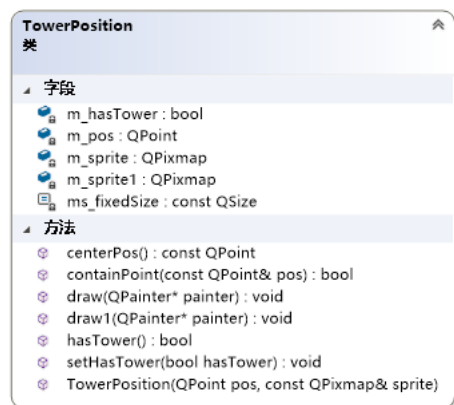 TowerPosition
类
字段
m_hasTower : bool
m_pos : QPoint
m_sprite : QPixmap
m_sprite1 : QPixmap
ms_fixedSize : const QSize
方法
centerPos() : const QPoint
containPoint(const QPoint& pos) : bool
draw(QPainter* painter) : void
draw1(QPainter* painter) : void
hasTower() : bool
setHasTower(bool hasTower) : void
TowerPosition(QPoint pos, const QPixmap& sprite)